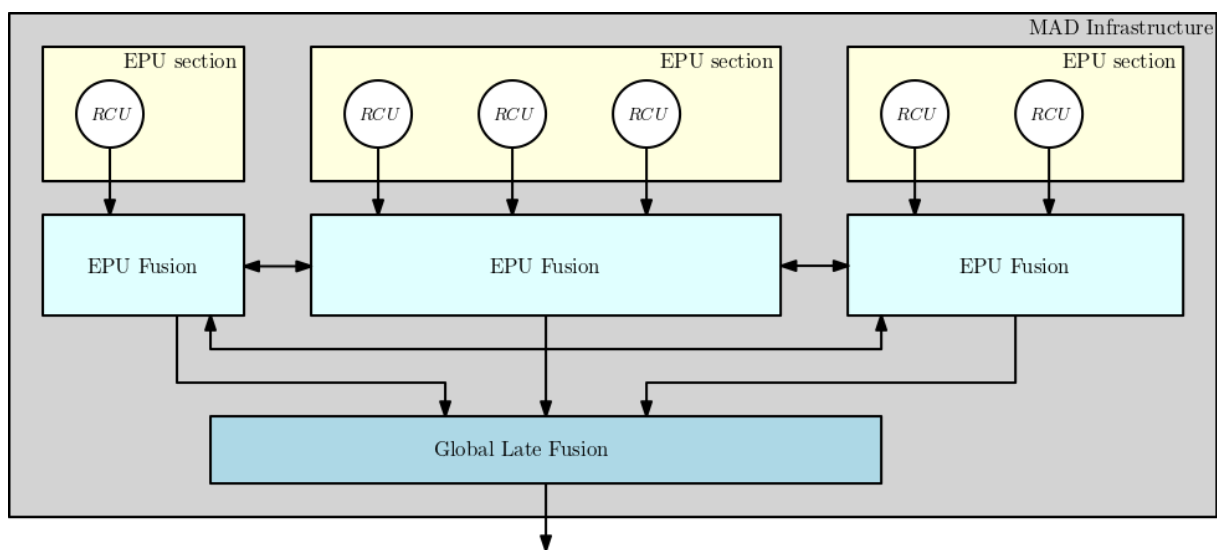 MAD Infrastructure
EPU section
EPU section
EPU section
RCU
RCU
RCU
RCU
RCU
RCU
EPU Fusion
EPU Fusion
EPU Fusion
Global Late Fusion